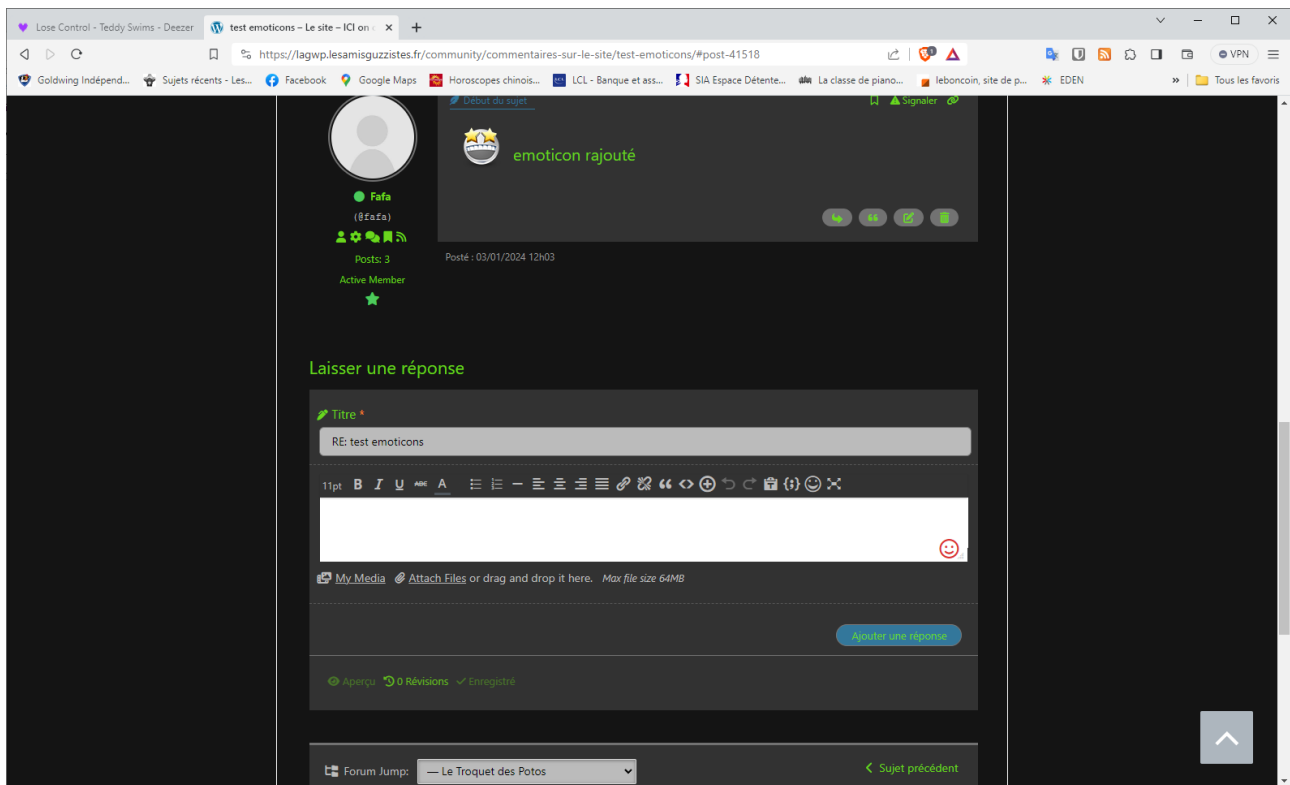 Lose Control - Teddy Swims - Deezer
test emoticons – Le site – ICI on
https://lagwp.lesamisguzzistes.fr/community/commentaires-sur-le-site/test-emoticons/#post-41518
VPN
Goldwing Indépend... Sujets récents - Les... Facebook Google Maps Horoscopes chinois... LCL - Banque et ass... SIA Espace Détente... La classe de piano... leboncoin, site de p... EDEN » Tous les favoris
Début du sujet
Signaler
emoticon rajouté
Fafa
(@fafa)
Posts: 3
Posté : 03/01/2024 12h03
Active Member
Laisser une réponse
Titre *
RE: test emoticons
11pt B I U ABC A
My Media Attach Files or drag and drop it here. Max file size 64MB
Ajouter une réponse
Aperçu 0 Révisions Enregistré
Forum Jump: — Le Troquet des Potos
Sujet précédent